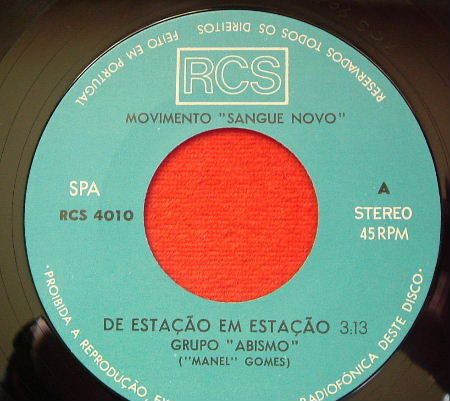 FEITO EM PORTUGAL
RESERVADOS TODOS OS DIREITOS
RCS
MOVIMENTO "SANGUE NOVO"
SPA
RCS 4010
A
STEREO
45 RPM
DE ESTAÇÃO EM ESTAÇÃO 3.13
GRUPO "ABISMO"
("MANEL" GOMES)
·PROIBIDA A REPRODUÇÃO,
RADIOFÓNICA DESTE DISCO·